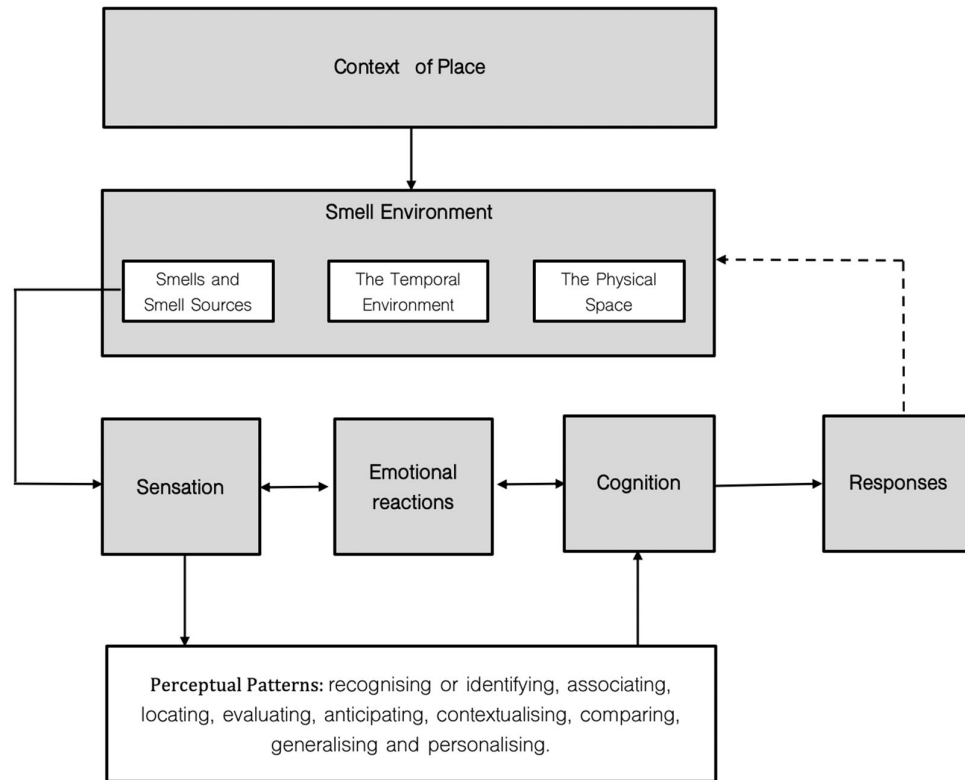 Context of Place
Smell Environment
Smells and
Smell Sources
The Temporal
Environment
The Physical
Space
Sensation
Emotional
reactions
Cognition
Responses
Perceptual Patterns: recognising or identifying, associating,
locating, evaluating, anticipating, contextualising, comparing,
generalising and personalising.